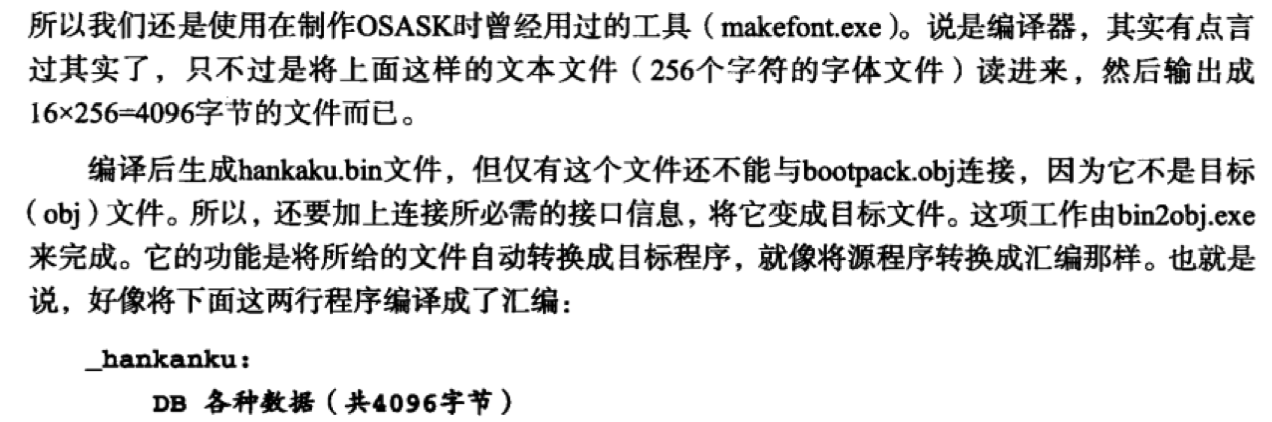 所以我们还是使用在制作OSASK时曾经用过的工具（makefont.exe）。说是编译器，其实有点言
过其实了，只不过是将上面这样的文本文件（256个字符的字体文件）读进来，然后输出成
16×256=4096字节的文件而已。
编译后生成hankaku.bin文件，但仅有这个文件还不能与bootpack.obj连接，因为它不是目标
（obj）文件。所以，还要加上连接所必需的接口信息，将它变成目标文件。这项工作由bin2obj.exe
来完成。它的功能是将所给的文件自动转换成目标程序，就像将源程序转换成汇编那样。也就是
说，好像将下面这两行程序编译成了汇编：
_hankanku:
DB 各种数据（共4096字节）